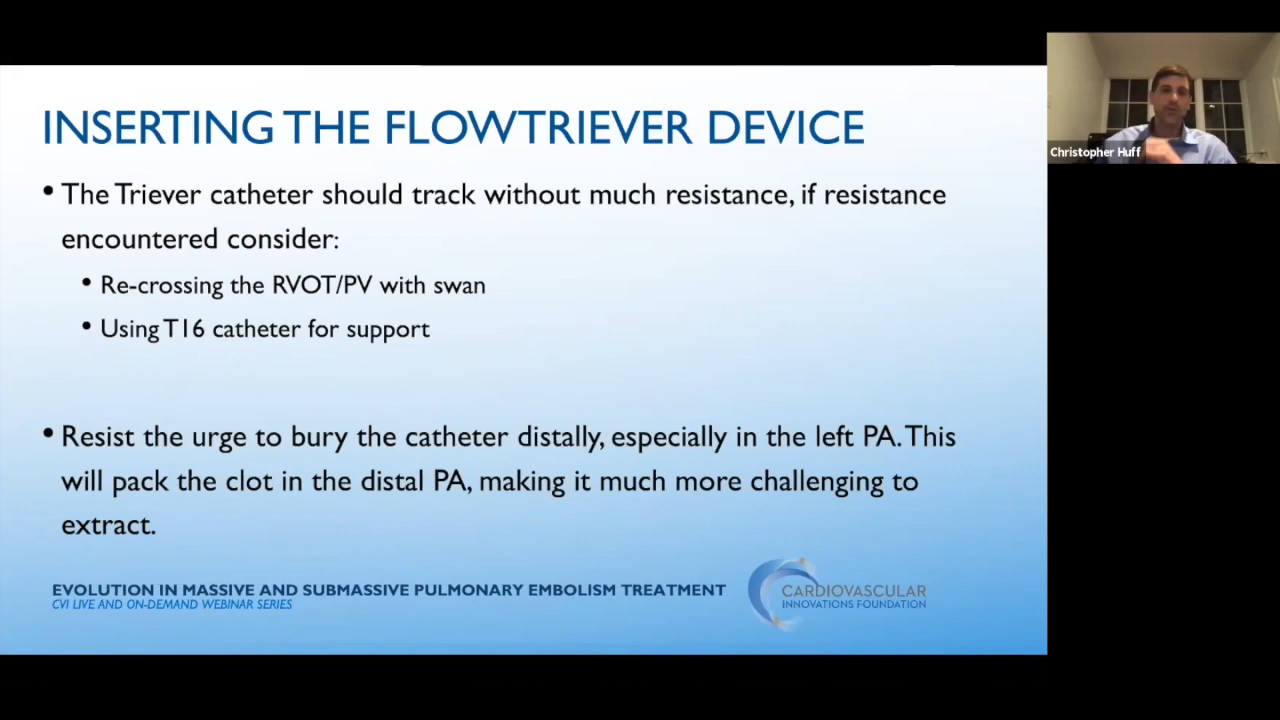 INSERTING THE FLOWTRIEVER DEVICE
Christopher Huff
• The Triever catheter should track without much resistance, if resistance
encountered consider:
• Re-crossing the RVOT/PV with swan
• Using T16 catheter for support
• Resist the urge to bury the catheter distally, especially in the left PA. This
will pack the clot in the distal PA, making it much more challenging to
extract.
EVOLUTION IN MASSIVE AND SUBMASSIVE PULMONARY EMBOLISM TREATMENT
CVI LIVE AND ON-DEMAND WEBINAR SERIES
CARDIOVASCULAR
INNOVATIONS FOUNDATION